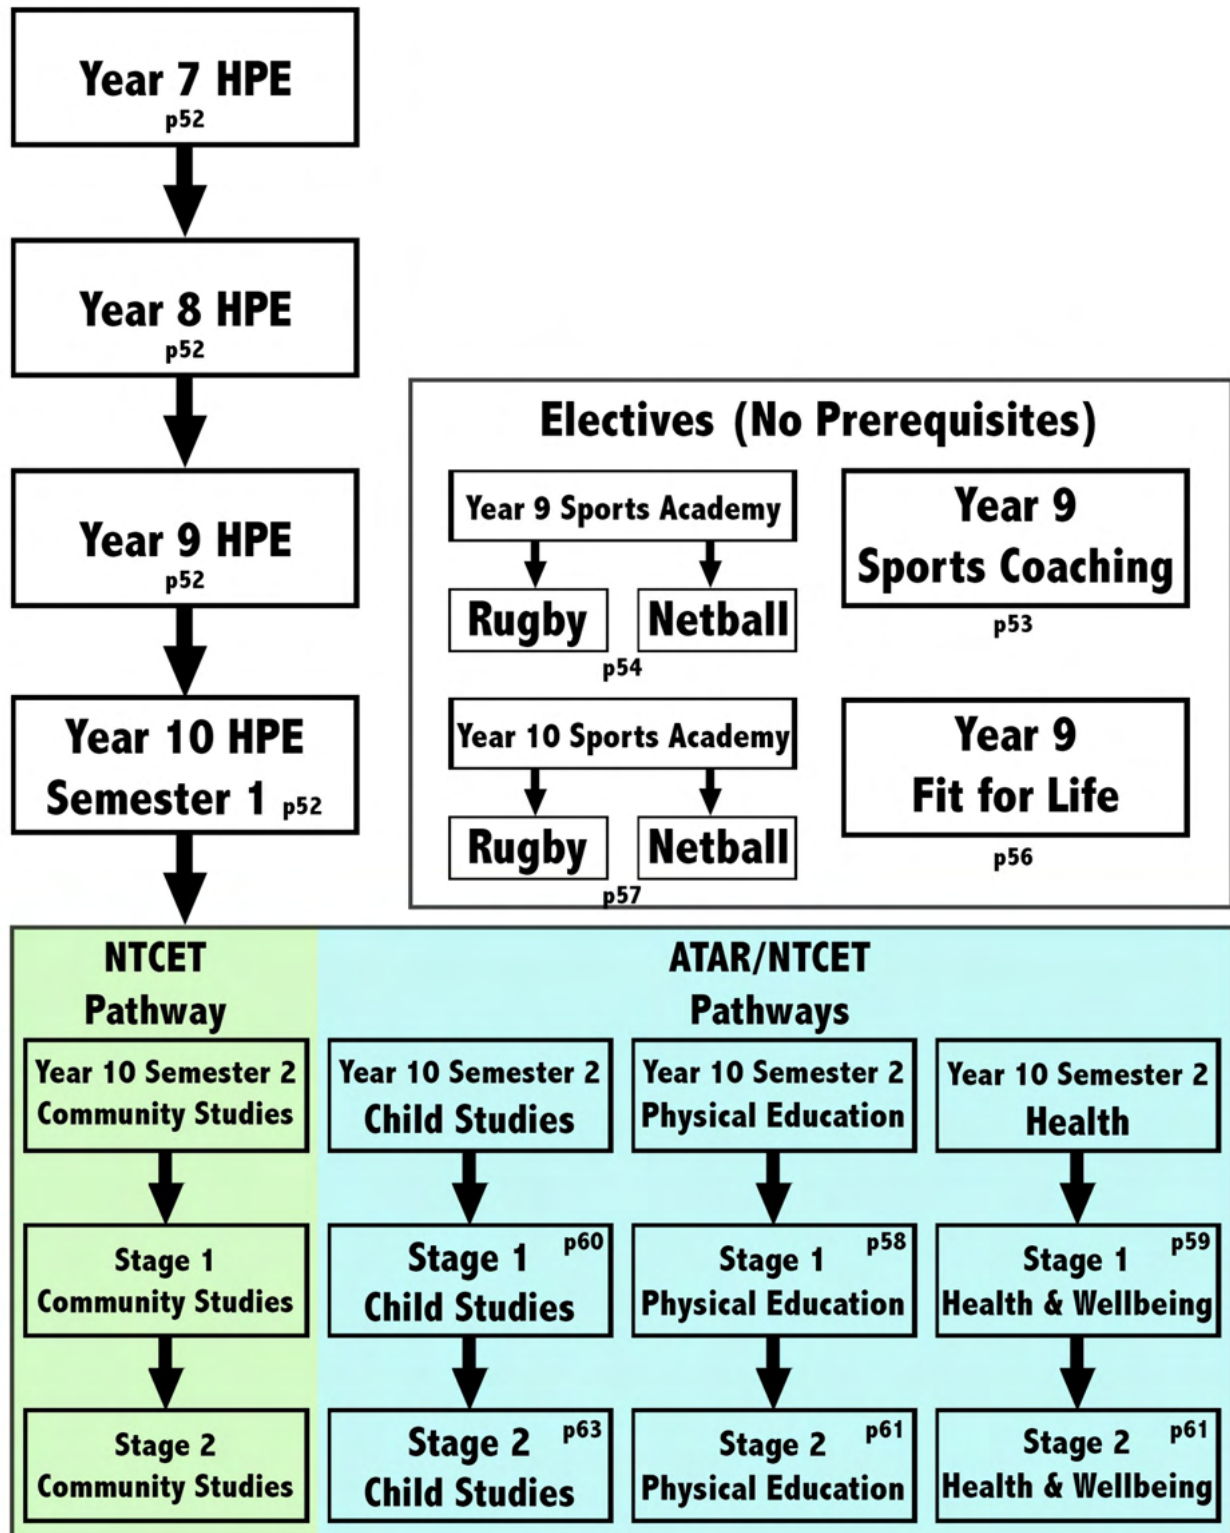 Year 7 HPE
p52
Year 8 HPE
p52
Year 9 HPE
p52
Year 10 HPE
Semester 1 p52
Electives (No Prerequisites)
Year 9 Sports Academy
Rugby
Netball
p54
Year 9
Sports Coaching
p53
Year 10 Sports Academy
Rugby
Netball
p57
Year 9
Fit for Life
p56
NTCET
Pathway
Year 10 Semester 2
Community Studies
Stage 1
Community Studies
Stage 2
Community Studies
ATAR/NTCET
Pathways
Year 10 Semester 2
Child Studies
Stage 1 p60
Child Studies
Stage 2 p63
Child Studies
Year 10 Semester 2
Physical Education
Stage 1 p58
Physical Education
Stage 2 p61
Physical Education
Year 10 Semester 2
Health
Stage 1 p59
Health & Wellbeing
Stage 2 p61
Health & Wellbeing